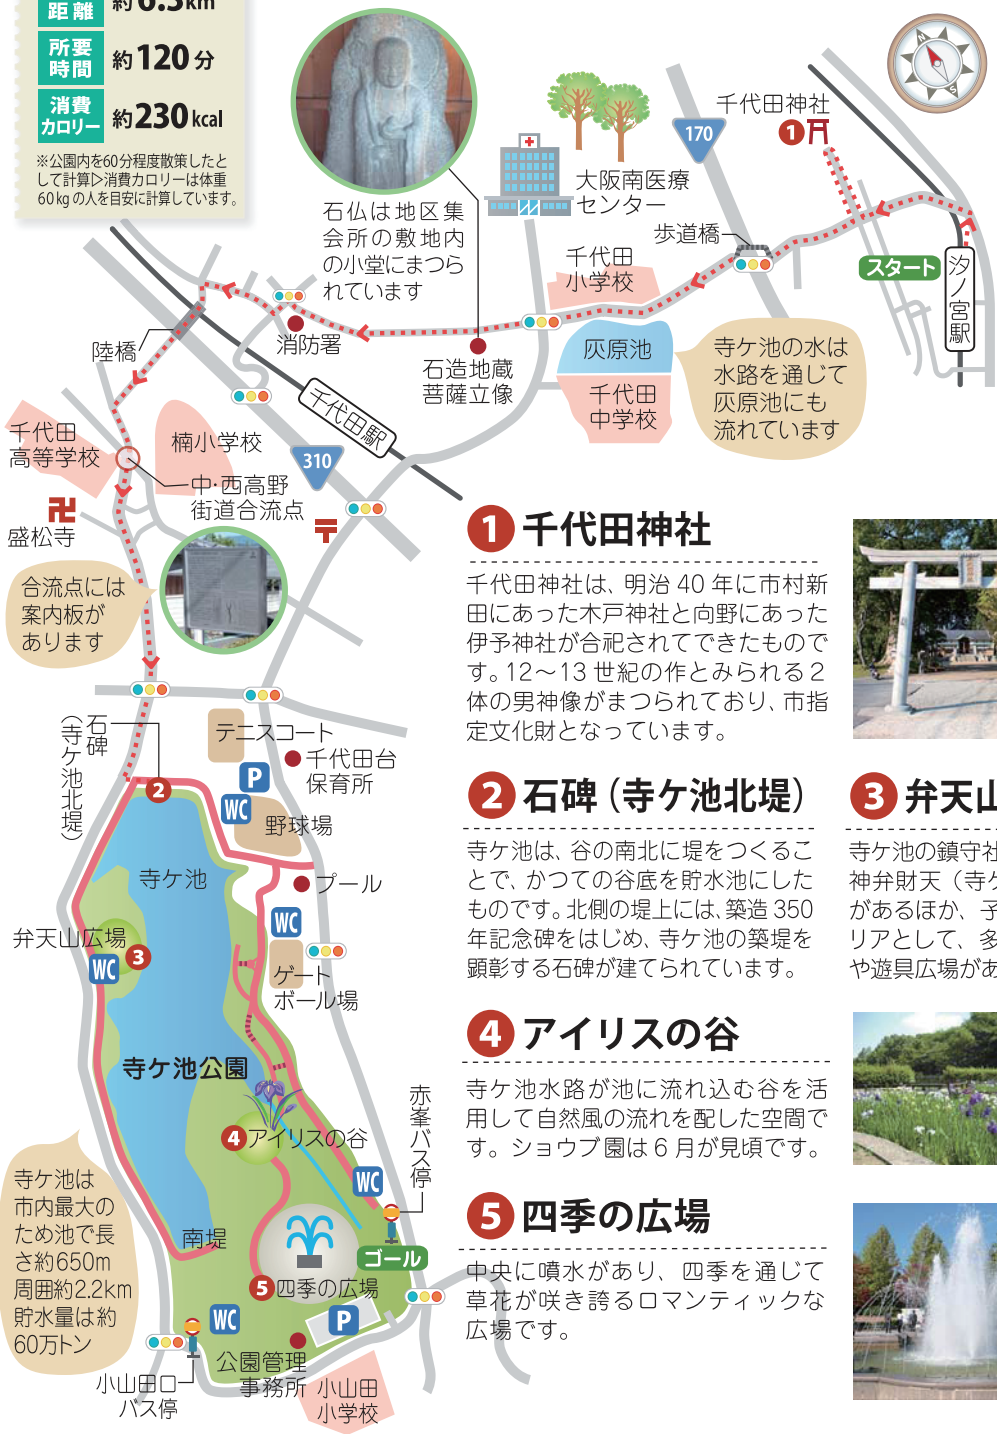 距離
約6.5km
所要
時間
約120分
消費
カロリー
約230kcal
※公園内を60分程度散策したと
して計算▷消費カロリーは体重
60kgの人を目安に計算しています。
石仏は地区集
会所の敷地内
の小堂にまつら
れています
大阪南医療
センター
170
千代田神社
1
N
S
歩道橋
千代田
小学校
スタート
汐ノ宮駅
消防署
石造地蔵
菩薩立像
灰原池
千代田
中学校
寺ケ池の水は
水路を通じて
灰原池にも
流れています
陸橋
千代田駅
千代田
高等学校
楠小学校
310
中・西高野
街道合流点
盛松寺
合流点には
案内板が
あります
石碑
(寺ケ池北堤)
2
テニスコート
千代田台
保育所
P
WC
野球場
寺ケ池
プール
WC
弁天山広場
3
WC
ゲート
ボール場
寺ケ池公園
4 アイリスの谷
赤峯バス停
WC
寺ケ池は
市内最大の
ため池で長
さ約650m
周囲約2.2km
貯水量は約
60万トン
南堤
ゴール
5 四季の広場
WC
P
公園管理
事務所
小山田口
バス停
小山田
小学校
1 千代田神社
千代田神社は、明治40年に市村新
田にあった木戸神社と向野にあった
伊予神社が合祀されてできたもので
す。12〜13世紀の作とみられる2
体の男神像がまつられており、市指
定文化財となっています。
2 石碑(寺ケ池北堤)
寺ケ池は、谷の南北に堤をつくるこ
とで、かつての谷底を貯水池にした
ものです。北側の堤上には、築造350
年記念碑をはじめ、寺ケ池の築堤を
顕彰する石碑が建てられています。
3 弁天山
寺ケ池の鎮守社
神弁財天(寺ケ
があるほか、子
リアとして、多
や遊具広場があ
4 アイリスの谷
寺ケ池水路が池に流れ込む谷を活
用して自然風の流れを配した空間で
す。ショウブ園は6月が見頃です。
5 四季の広場
中央に噴水があり、四季を通じて
草花が咲き誇るロマンティックな
広場です。